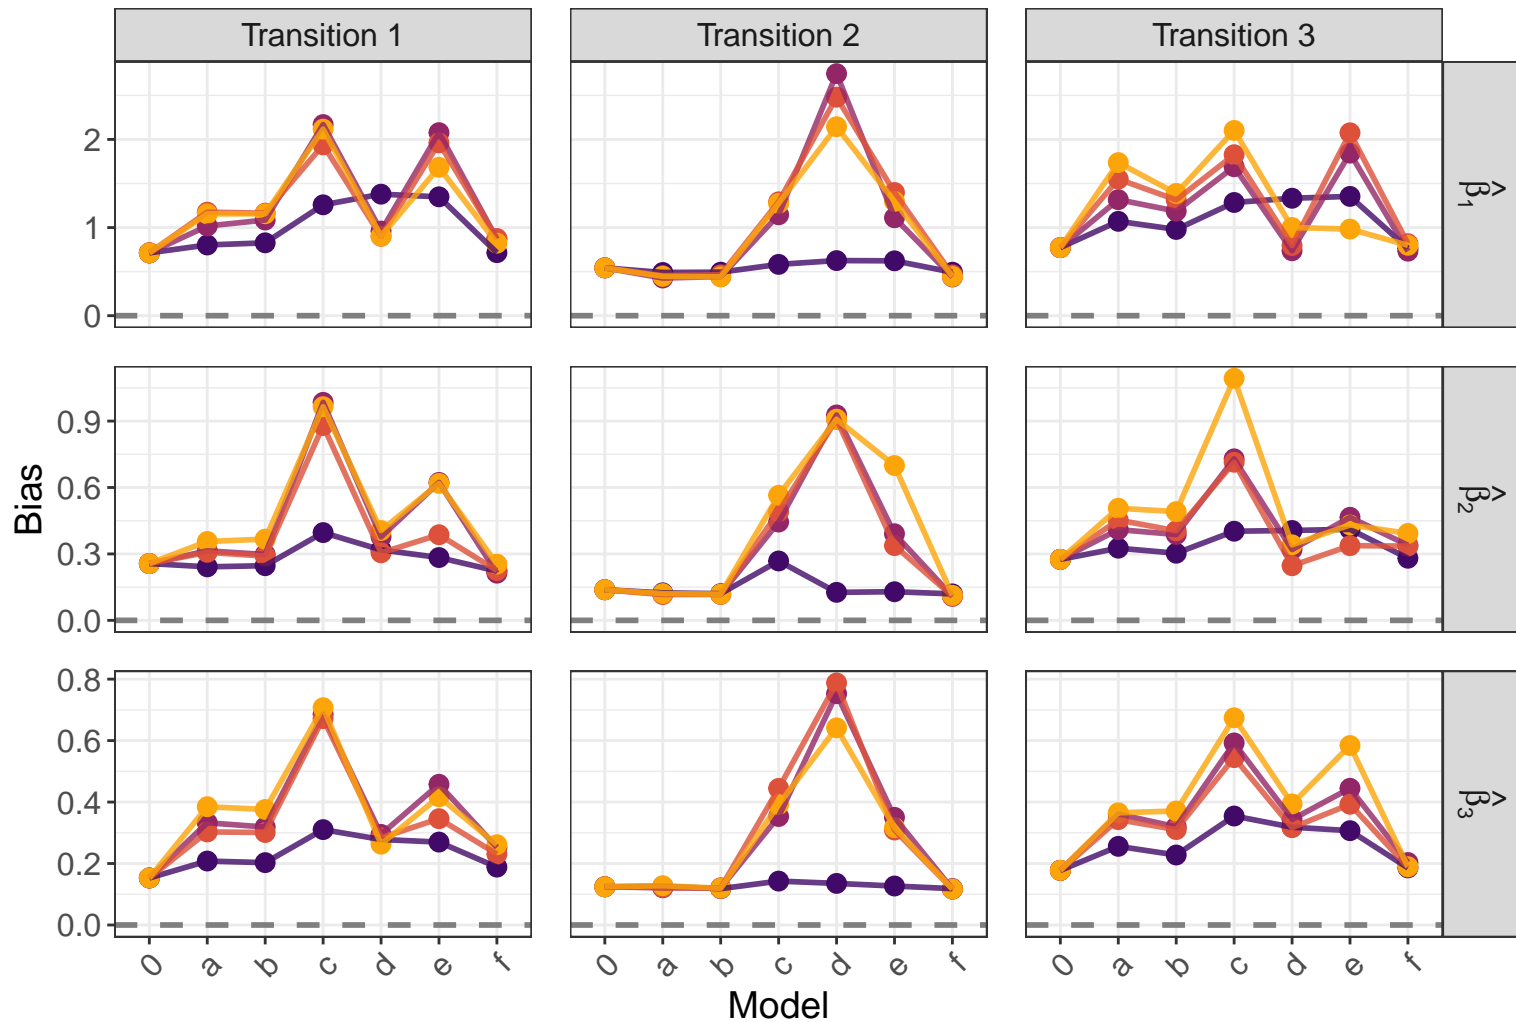 Transition 1 Transition 2 Transition 3
2
1
0
β̂1
0.9
0.6
0.3
0.0
β̂2
0.8
0.6
0.4
0.2
0.0
β̂3
Bias
0 a b c d e f 0 a b c d e f 0 a b c d e f
Model